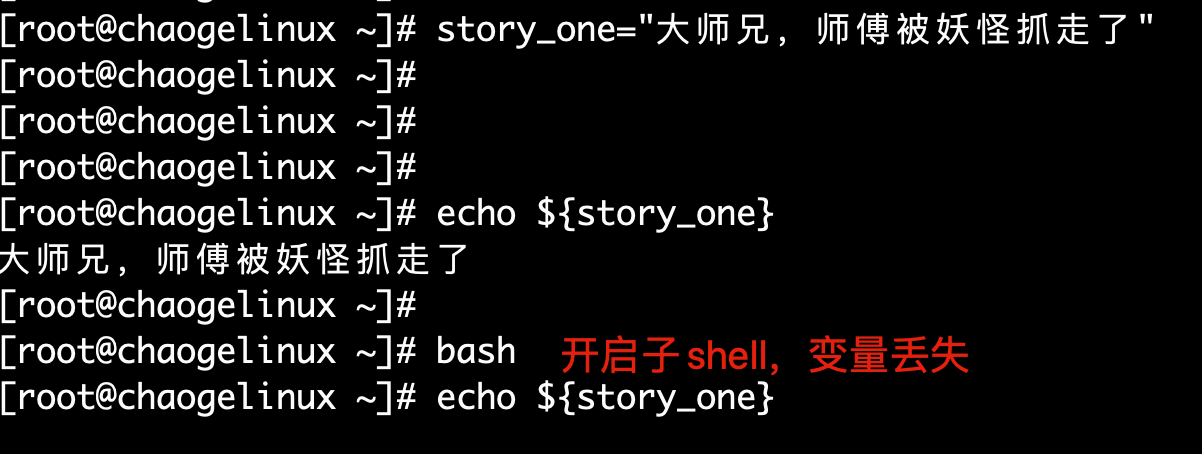 [root@chaogelinux ~]# story_one="大师兄，师傅被妖怪抓走了"
[root@chaogelinux ~]#
[root@chaogelinux ~]#
[root@chaogelinux ~]#
[root@chaogelinux ~]# echo ${story_one}
大师兄，师傅被妖怪抓走了
[root@chaogelinux ~]#
[root@chaogelinux ~]# bash 开启子shell，变量丢失
[root@chaogelinux ~]# echo ${story_one}